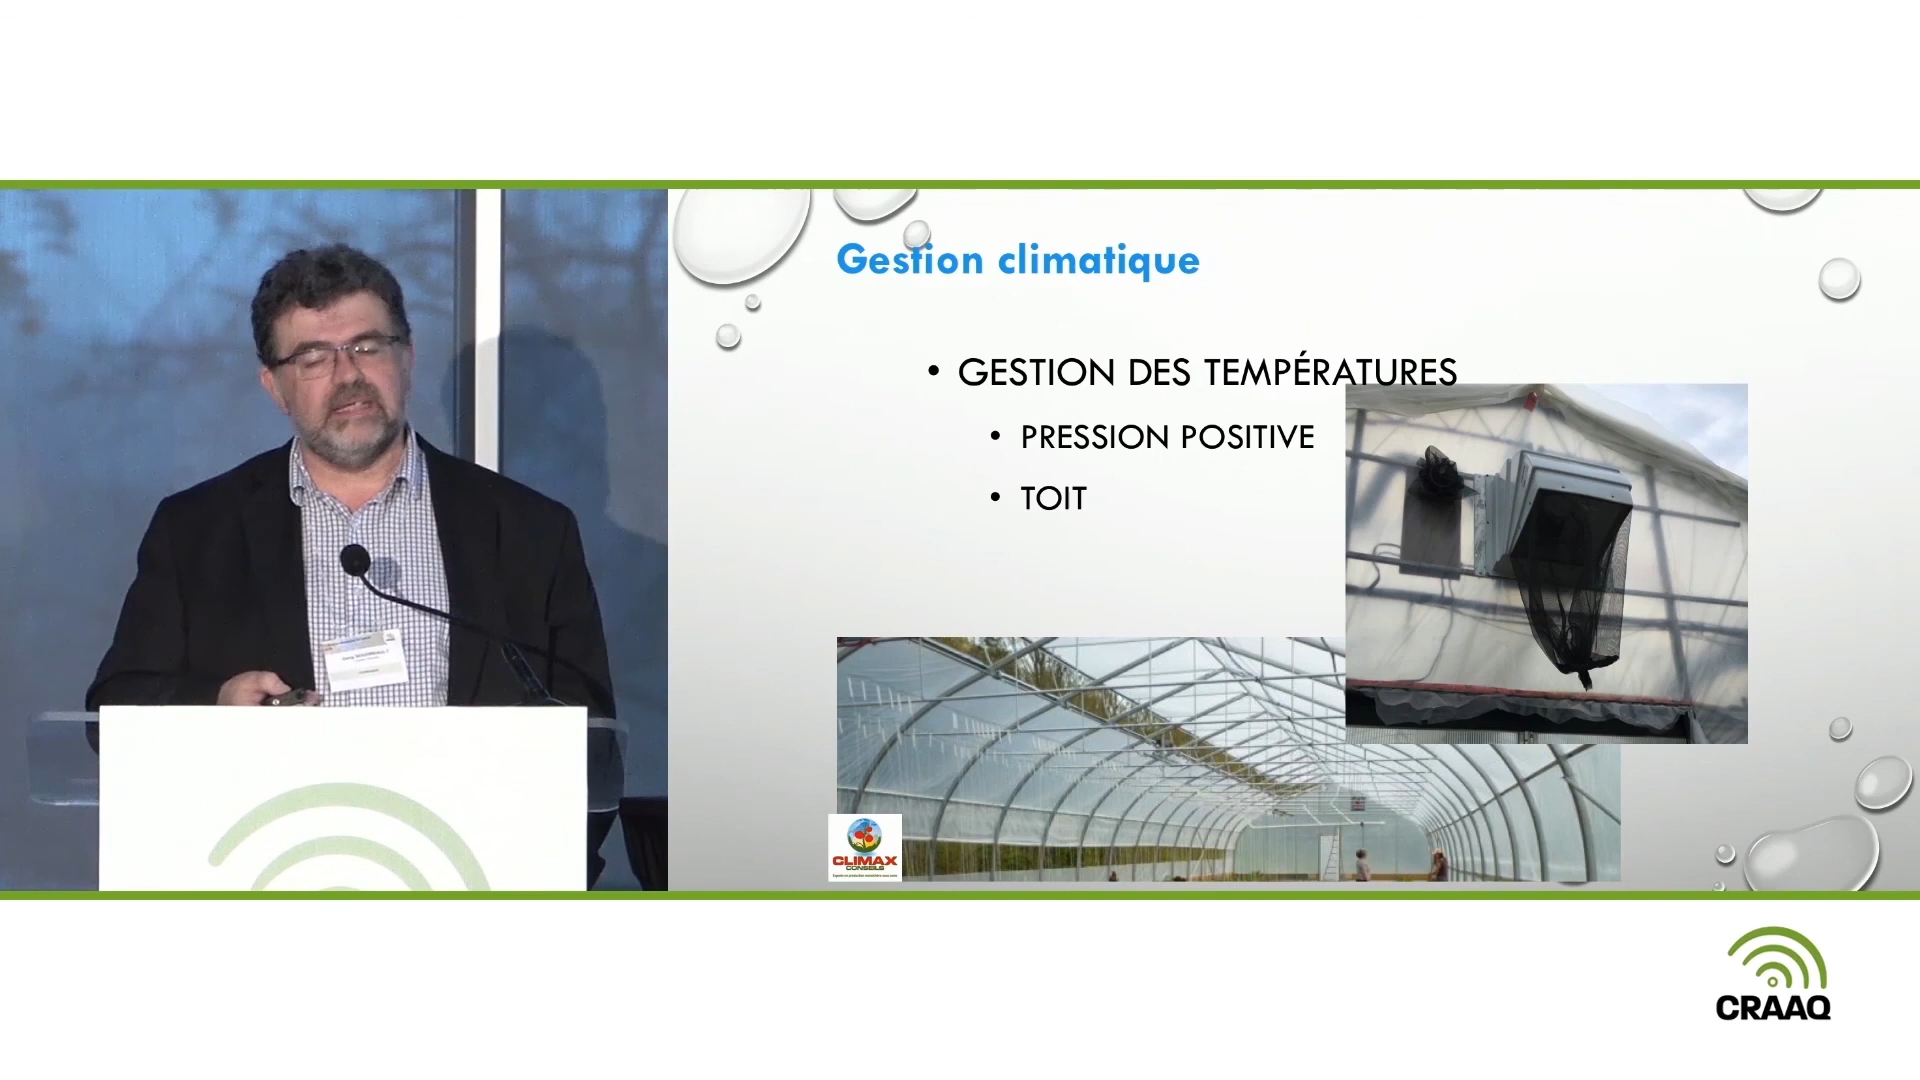 Gestion climatique
• GESTION DES TEMPÉRATURES
• PRESSION POSITIVE
• TOIT
CLIMAX
CONSEILS
CRAAQ